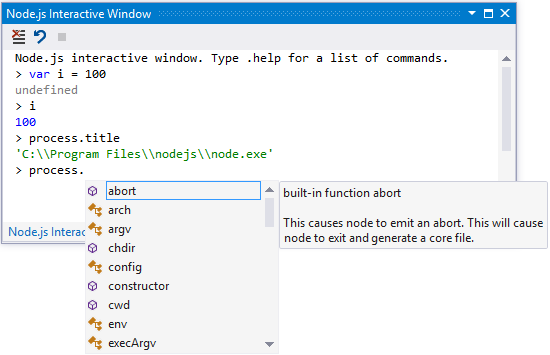 Node.js Interactive Window
Node.js interactive window. Type .help for a list of commands.
> var i = 100
undefined
> i
100
> process.title
'C:\\Program Files\\nodejs\\node.exe'
> process.
abort
arch
argv
chdir
config
constructor
cwd
env
execArgv
built-in function abort
This causes node to emit an abort. This will cause
node to exit and generate a core file.
Node.js Interac